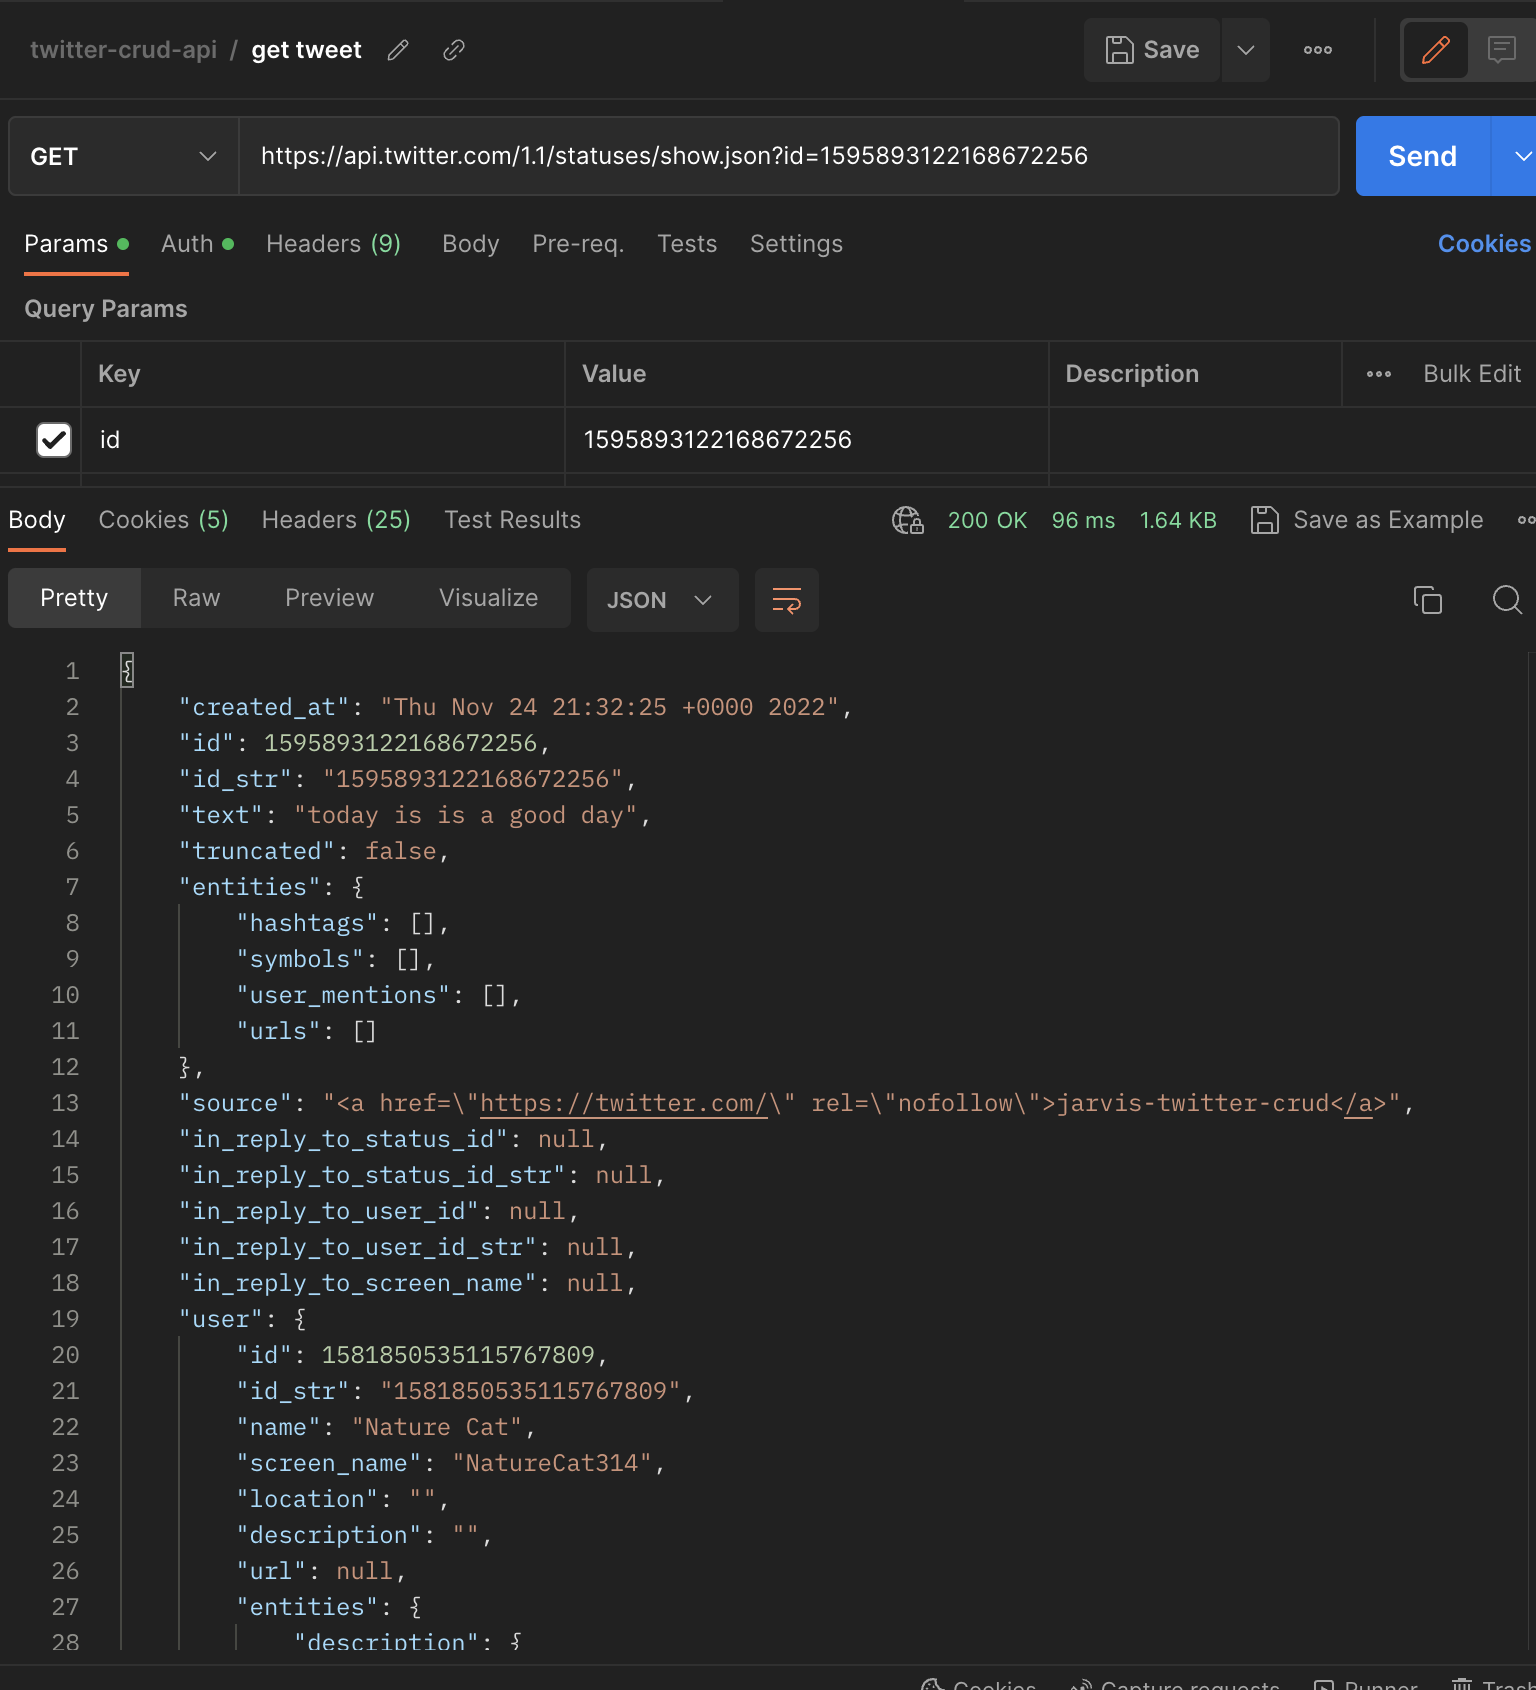 twitter-crud-api / get tweet
Save
GET
https://api.twitter.com/1.1/statuses/show.json?id=1595893122168672256
Send
Params Auth Headers (9) Body Pre-req. Tests Settings Cookies
Query Params
Key Value Description Bulk Edit
id 1595893122168672256
Body Cookies (5) Headers (25) Test Results 200 OK 96 ms 1.64 KB Save as Example
Pretty Raw Preview Visualize JSON
1 {
2 "created_at": "Thu Nov 24 21:32:25 +0000 2022",
3 "id": 1595893122168672256,
4 "id_str": "1595893122168672256",
5 "text": "today is is a good day",
6 "truncated": false,
7 "entities": {
8 "hashtags": [],
9 "symbols": [],
10 "user_mentions": [],
11 "urls": []
12 },
13 "source": "<a href=\"https://twitter.com/\" rel=\"nofollow\">jarvis-twitter-crud</a>",
14 "in_reply_to_status_id": null,
15 "in_reply_to_status_id_str": null,
16 "in_reply_to_user_id": null,
17 "in_reply_to_user_id_str": null,
18 "in_reply_to_screen_name": null,
19 "user": {
20 "id": 1581850535115767809,
21 "id_str": "1581850535115767809",
22 "name": "Nature Cat",
23 "screen_name": "NatureCat314",
24 "location": "",
25 "description": "",
26 "url": null,
27 "entities": {
28 "description": {
Cookies Capture requests Runner Trash